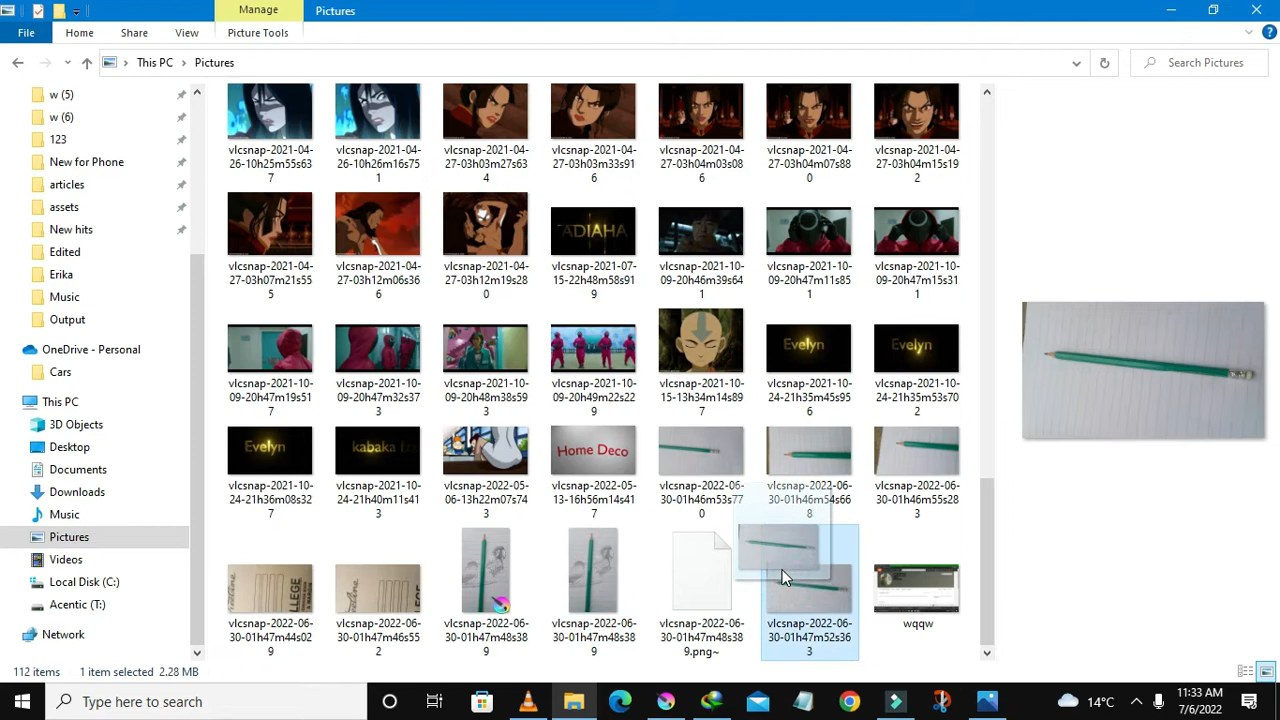 Manage
Pictures
File
Home
Share
View
Picture Tools
This PC
Pictures
Search Pictures
w (5)
w (6)
123
New for Phone
articles
assets
New hits
Edited
Erika
Music
Output
OneDrive - Personal
Cars
This PC
3D Objects
Desktop
Documents
Downloads
Music
Pictures
Videos
Local Disk (C:)
Acentic (T:)
Network
vlcsnap-2021-04-
26-10h25m55s63
7
vlcsnap-2021-04-
26-10h26m16s75
1
vlcsnap-2021-04-
27-03h03m27s63
4
vlcsnap-2021-04-
27-03h03m33s91
6
vlcsnap-2021-04-
27-03h04m03s08
6
vlcsnap-2021-04-
27-03h04m07s88
0
vlcsnap-2021-04-
27-03h04m15s19
2
ADIAHA
vlcsnap-2021-04-
27-03h07m21s55
5
vlcsnap-2021-04-
27-03h12m06s36
6
vlcsnap-2021-04-
27-03h12m19s28
0
vlcsnap-2021-07-
15-22h48m58s91
9
vlcsnap-2021-10-
09-20h46m39s64
1
vlcsnap-2021-10-
09-20h47m11s85
1
vlcsnap-2021-10-
09-20h47m15s31
1
Evelyn
Evelyn
vlcsnap-2021-10-
09-20h47m19s51
7
vlcsnap-2021-10-
09-20h47m32s37
3
vlcsnap-2021-10-
09-20h48m38s59
3
vlcsnap-2021-10-
09-20h49m22s22
9
vlcsnap-2021-10-
15-13h34m14s89
7
vlcsnap-2021-10-
24-21h35m45s95
6
vlcsnap-2021-10-
24-21h35m53s70
2
Evelyn
kabaka
Home Deco
vlcsnap-2021-10-
24-21h36m08s32
7
vlcsnap-2021-10-
24-21h40m11s41
3
vlcsnap-2022-05-
06-13h22m07s74
3
vlcsnap-2022-05-
13-16h56m14s41
7
vlcsnap-2022-06-
30-01h46m53s77
0
vlcsnap-2022-06-
30-01h46m54s66
8
vlcsnap-2022-06-
30-01h46m55s28
3
vlcsnap-2022-06-
30-01h47m44s02
9
vlcsnap-2022-06-
30-01h47m46s55
2
vlcsnap-2022-06-
30-01h47m48s38
9
vlcsnap-2022-06-
30-01h47m48s38
9
vlcsnap-2022-06-
30-01h47m48s38
9.png~
vlcsnap-2022-06-
30-01h47m52s36
3
wqqw
112 items
1 item selected 2.28 MB
Type here to search
14°C
11:33 AM
7/6/2022